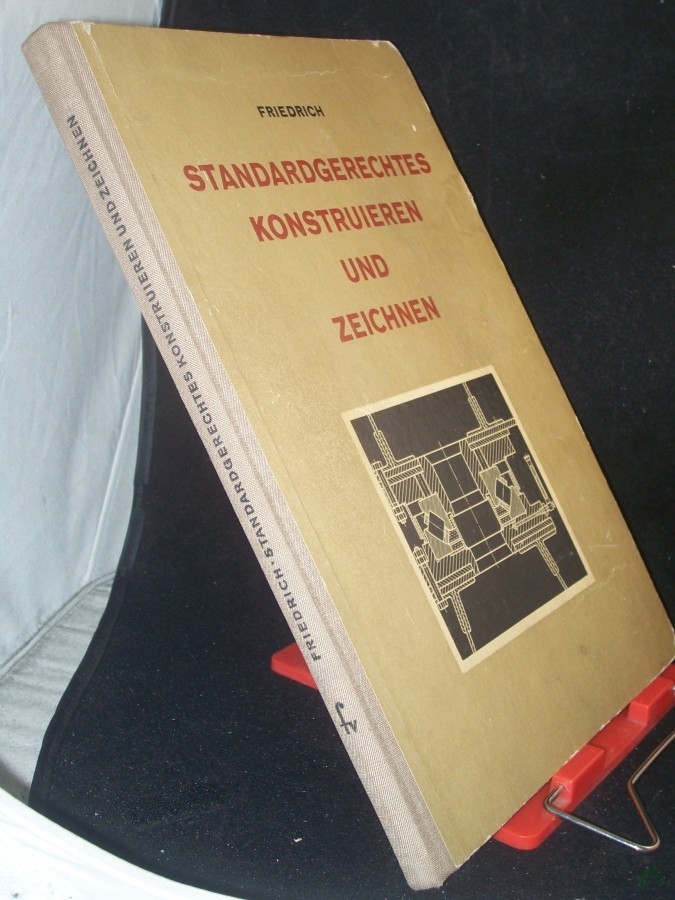 FRIEDRICH
STANDARDGERECHTES
KONSTRUIEREN
UND
ZEICHNEN
FRIEDRICH · STANDARDGERECHTES KONSTRUIEREN UND ZEICHNEN